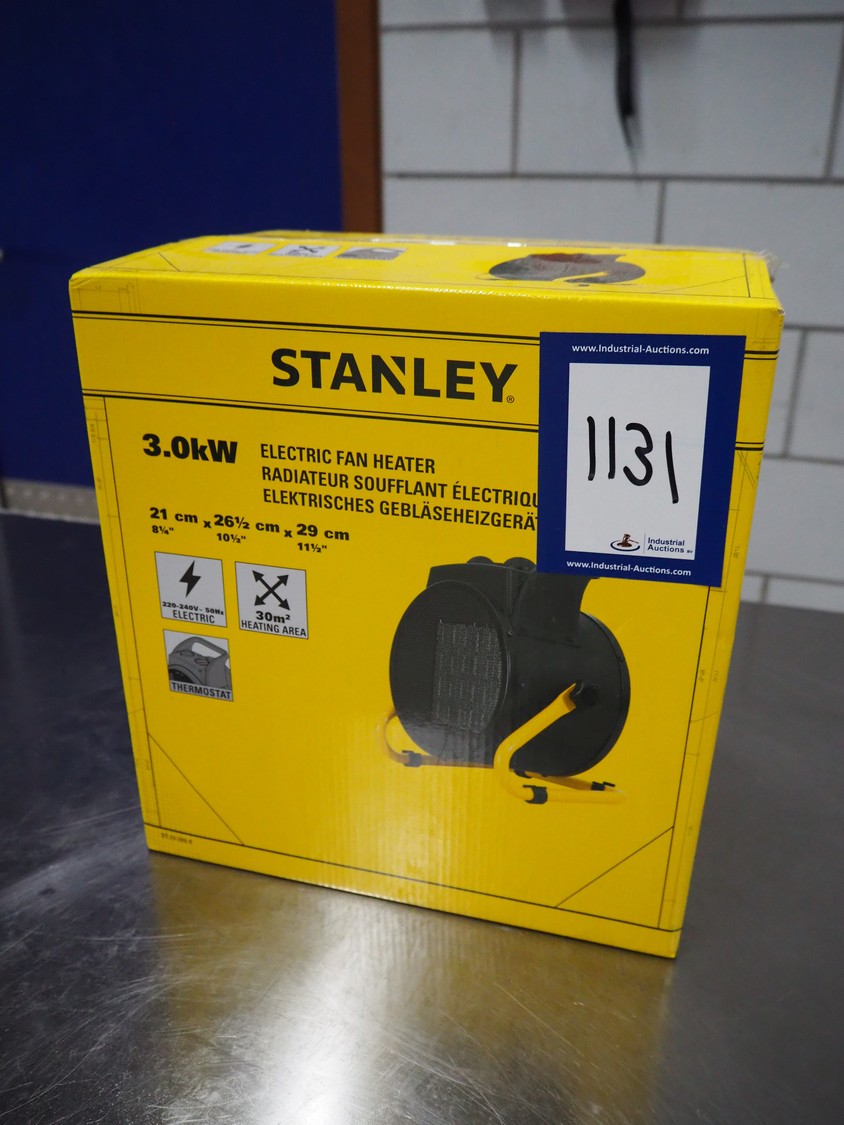 STANLEY®
3.0kW
ELECTRIC FAN HEATER
RADIATEUR SOUFFLANT ÉLECTRIQU
ELEKTRISCHES GEBLÄSEHEIZGERÄT
21 cm x 26½ cm x 29 cm
8¼" 10½" 11½"
220-240V~ 50Hz
ELECTRIC
30m²
HEATING AREA
THERMOSTAT
www.Industrial-Auctions.com
1131
Industrial
Auctions BV
www.Industrial-Auctions.com